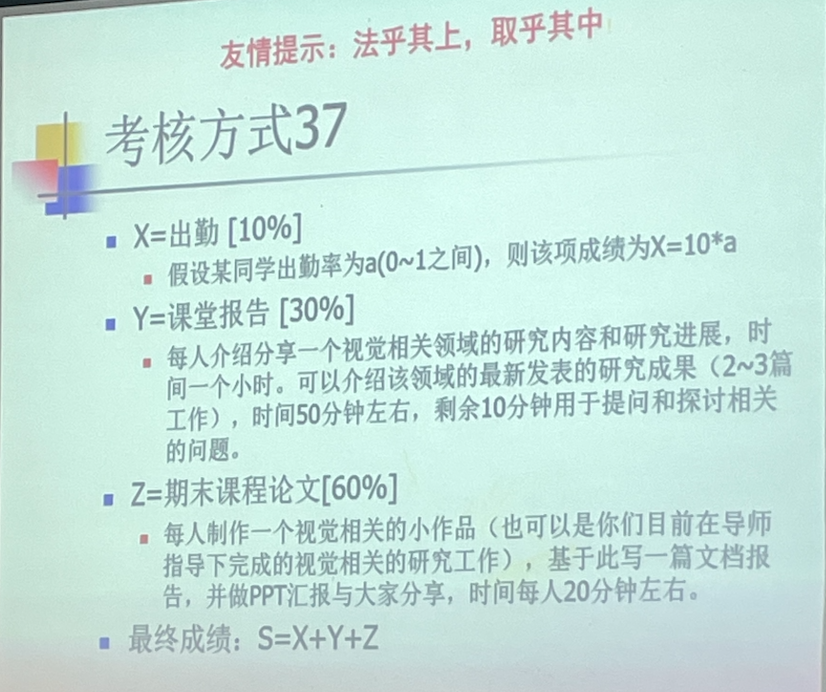 友情提示：法乎其上，取乎其中
考核方式37
X=出勤 [10%]
假设某同学出勤率为a(0~1之间)，则该项成绩为X=10*a
Y=课堂报告 [30%]
每人介绍分享一个视觉相关领域的研究内容和研究进展，时
间一个小时。可以介绍该领域的最新发表的研究成果（2~3篇
工作），时间50分钟左右，剩余10分钟用于提问和探讨相关
的问题。
Z=期末课程论文[60%]
每人制作一个视觉相关的小作品（也可以是你们目前在导师
指导下完成的视觉相关的研究工作），基于此写一篇文档报
告，并做PPT汇报与大家分享，时间每人20分钟左右。
最终成绩：S=X+Y+Z